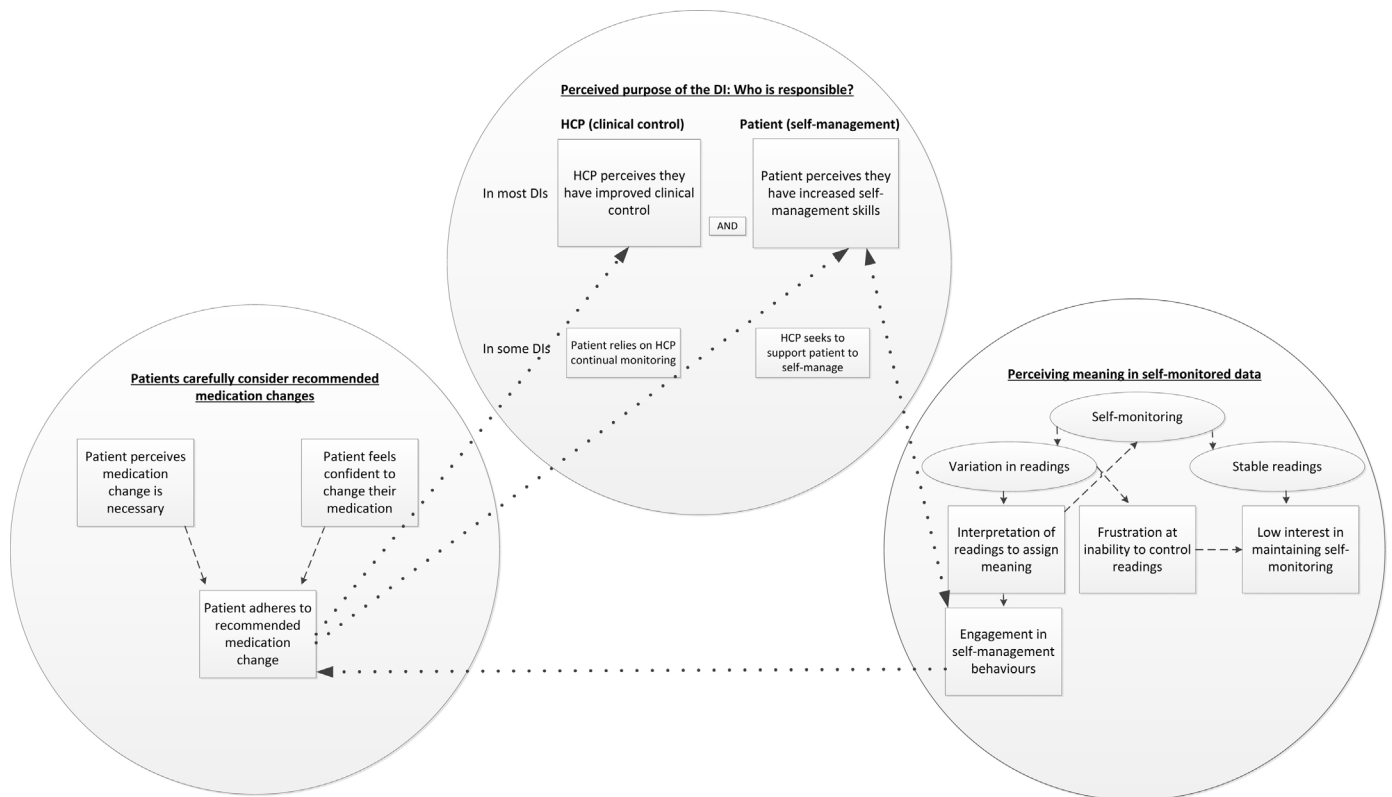 Perceived purpose of the DI: Who is responsible?
HCP (clinical control)
Patient (self-management)
In most DIs
HCP perceives they
have improved clinical
control
AND
Patient perceives they
have increased self-
management skills
In some DIs
Patient relies on HCP
continual monitoring
HCP seeks to
support patient to
self-manage
Patients carefully consider recommended
medication changes
Patient perceives
medication
change is
necessary
Patient feels
confident to
change their
medication
Patient adheres to
recommended
medication
change
Perceiving meaning in self-monitored data
Self-monitoring
Variation in readings
Stable readings
Interpretation of
readings to assign
meaning
Frustration at
inability to control
readings
Low interest in
maintaining self-
monitoring
Engagement in
self-management
behaviours